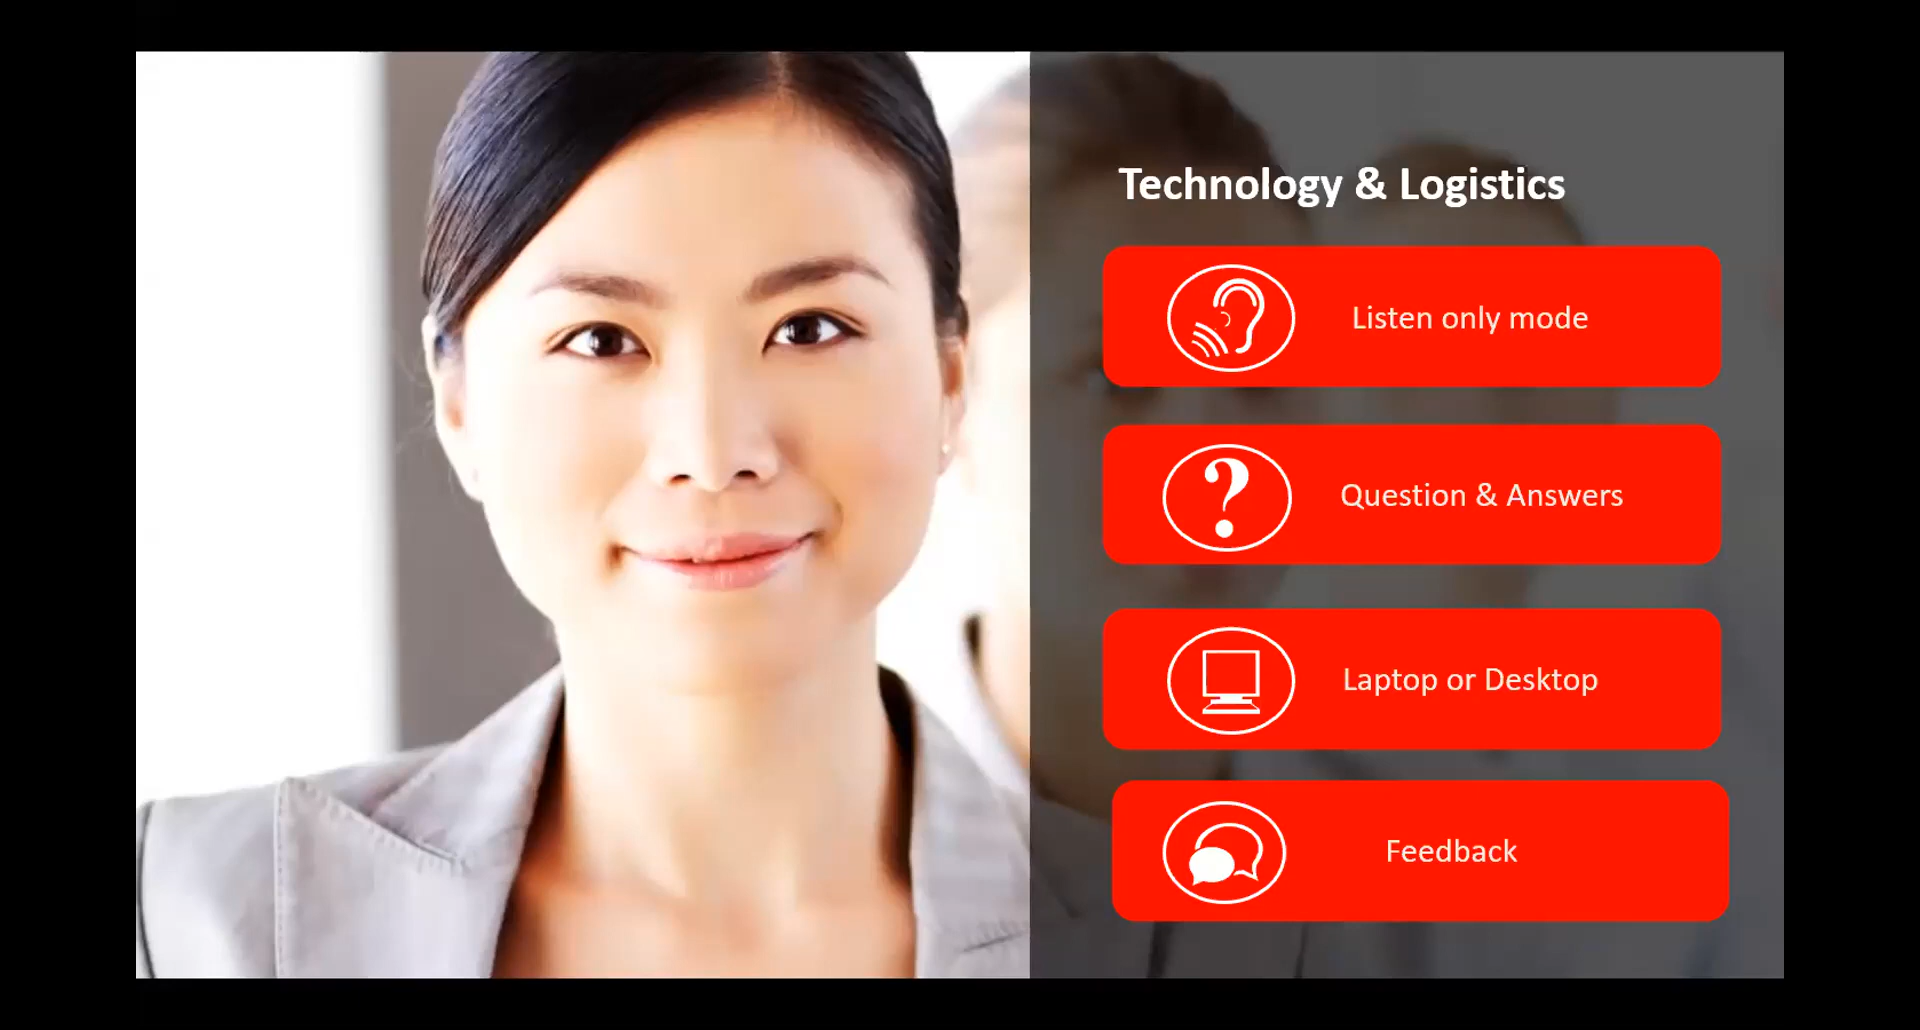 Technology & Logistics
Listen only mode
Question & Answers
Laptop or Desktop
Feedback